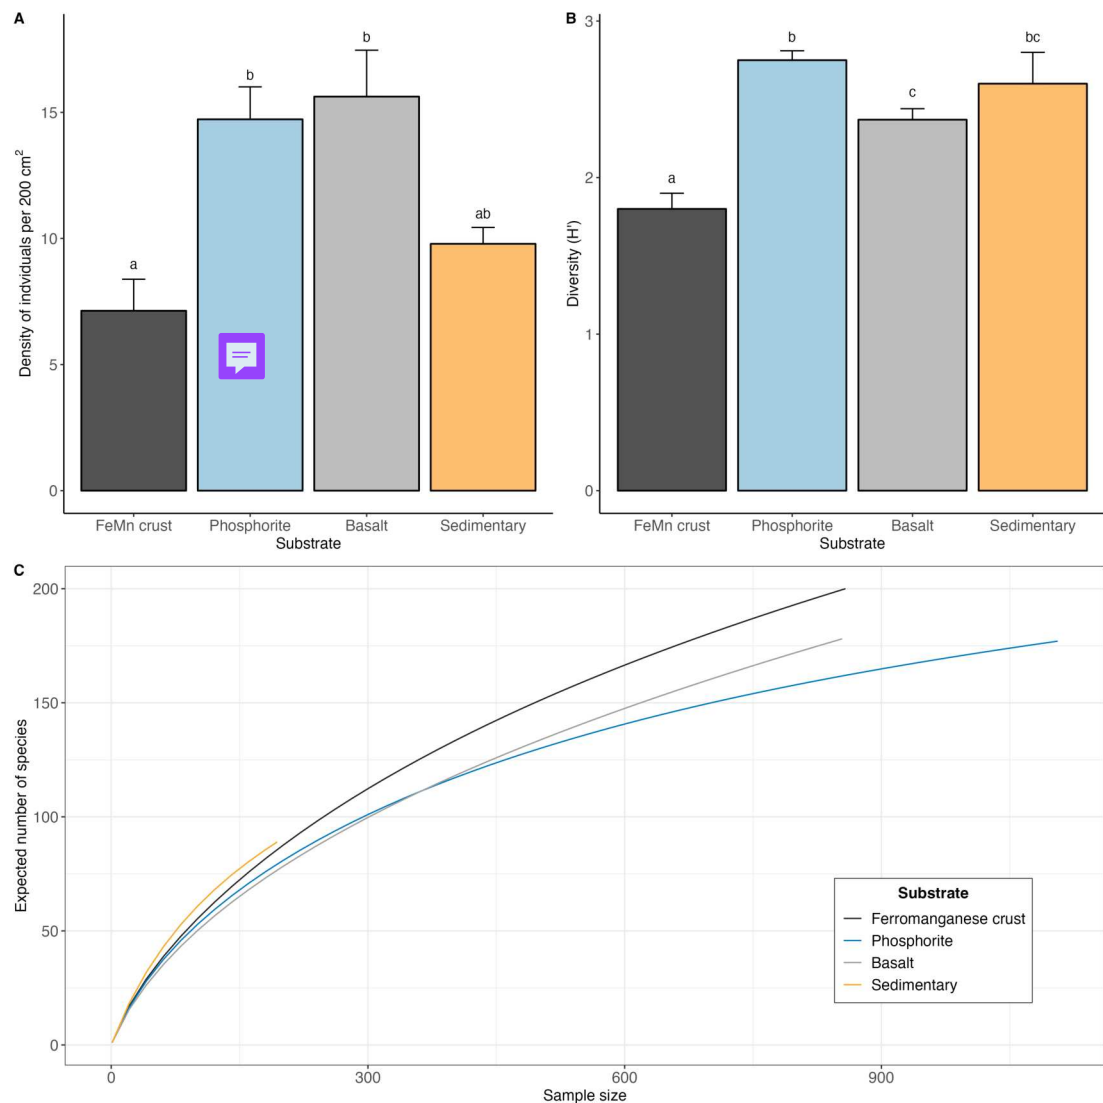 A
Density of indviduals per 200 cm²
15
10
5
0
a
b
b
ab
FeMn crust
Phosphorite
Basalt
Sedimentary
Substrate
B
Diversity (H')
3
2
1
0
a
b
c
bc
FeMn crust
Phosphorite
Basalt
Sedimentary
Substrate
C
Expected number of species
200
150
100
50
0
0
300
600
900
Sample size
Substrate
Ferromanganese crust
Phosphorite
Basalt
Sedimentary